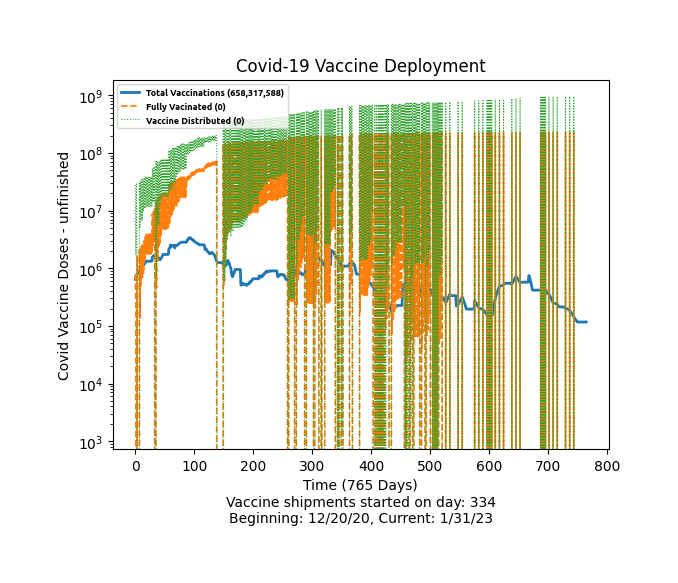 Covid-19 Vaccine Deployment
Total Vaccinations (658,317,588)
Fully Vacinated (0)
Vaccine Distributed (0)
Covid Vaccine Doses - unfinished
10⁹
10⁸
10⁷
10⁶
10⁵
10⁴
10³
0 100 200 300 400 500 600 700 800
Time (765 Days)
Vaccine shipments started on day: 334
Beginning: 12/20/20, Current: 1/31/23